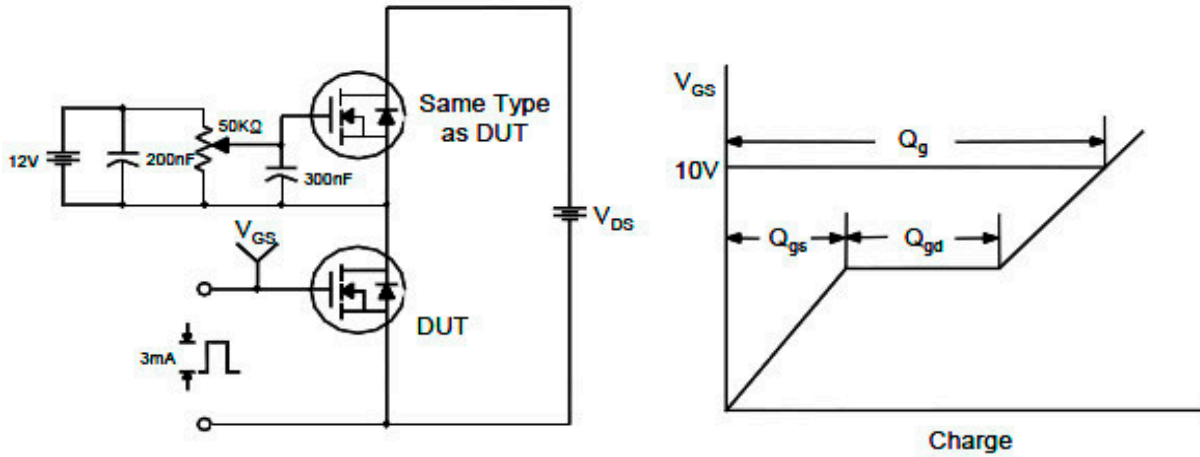 Same Type
as DUT
50KΩ
12V
200nF
300nF
V_GS
V_DS
DUT
3mA
V_GS
Q_g
10V
Q_gs
Q_gd
Charge